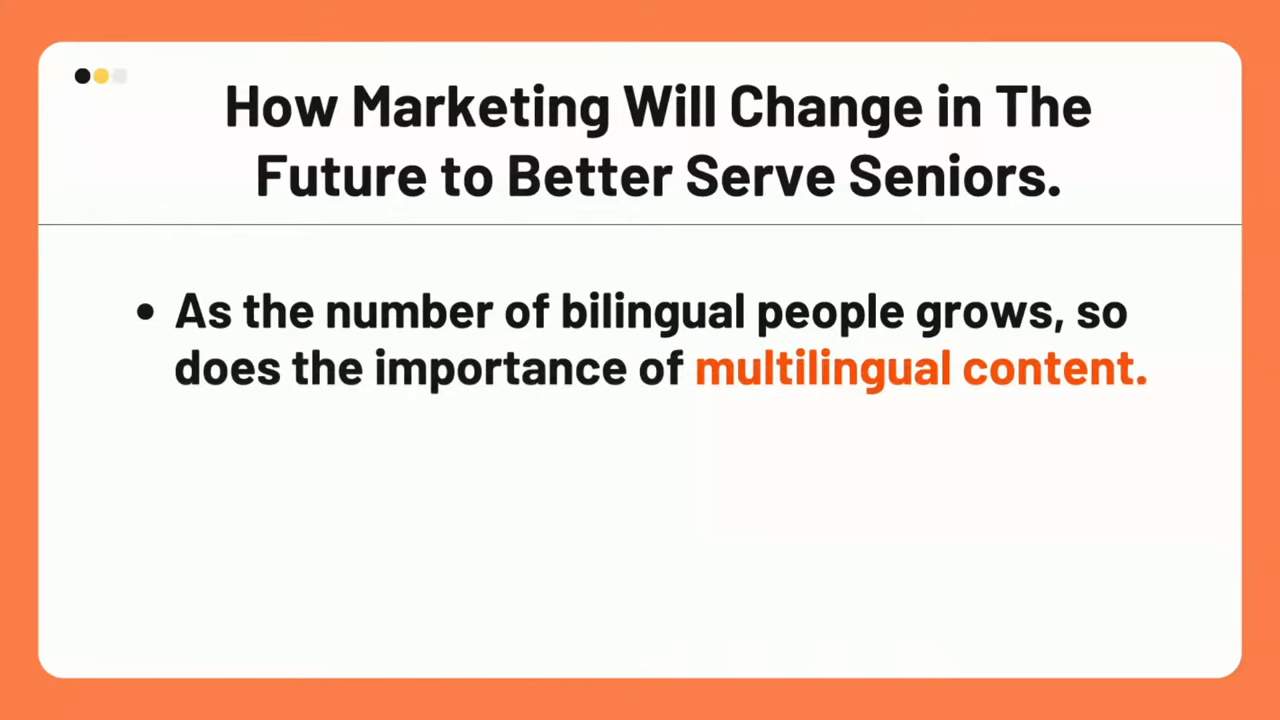 How Marketing Will Change in The
Future to Better Serve Seniors.
• As the number of bilingual people grows, so
does the importance of multilingual content.